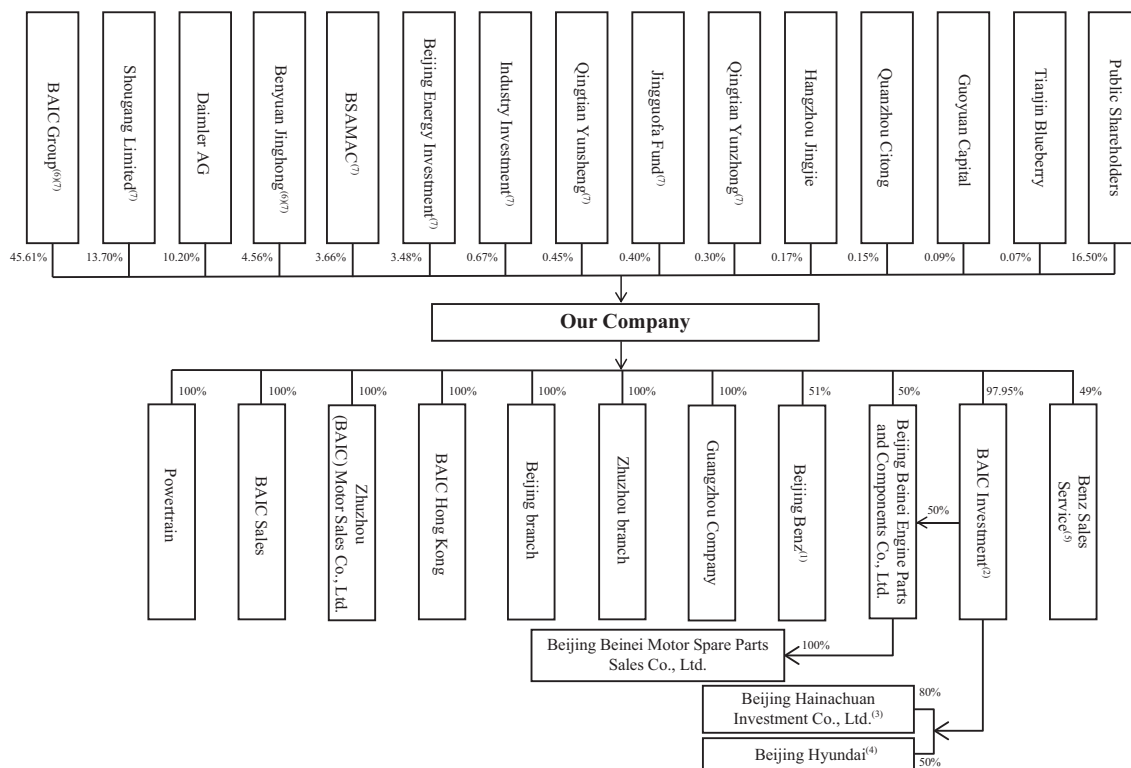 BAIC Group(6)(7)
Shougang Limited(7)
Daimler AG
Benyuan Jinghong(6)(7)
BSAMAC(7)
Beijing Energy
Investment(7)
Industry Investment(7)
Qingtian Yunsheng(7)
Jingguofa Fund(7)
Qingtian Yunzhong(7)
Hangzhou Jingjie
Quanzhou Citong
Guoyuan Capital
Tianjin Blueberry
Public Shareholders
45.61%
13.70%
10.20%
4.56%
3.66%
3.48%
0.67%
0.45%
0.40%
0.30%
0.17%
0.15%
0.09%
0.07%
16.50%
Our Company
100%
100%
100%
100%
100%
100%
100%
51%
50%
97.95%
49%
Powertrain
BAIC Sales
Zhuzhou
(BAIC) Motor Sales Co., Ltd.
BAIC Hong Kong
Beijing branch
Zhuzhou branch
Guangzhou Company
Beijing Benz(1)
Beijing Beinei Engine Parts
and Components Co., Ltd.
50%
BAIC Investment(2)
Benz Sales
Service(5)
Beijing Beinei Motor Spare Parts
Sales Co., Ltd.
100%
Beijing Hainachuan
Investment Co., Ltd.(3)
80%
Beijing Hyundai(4)
50%